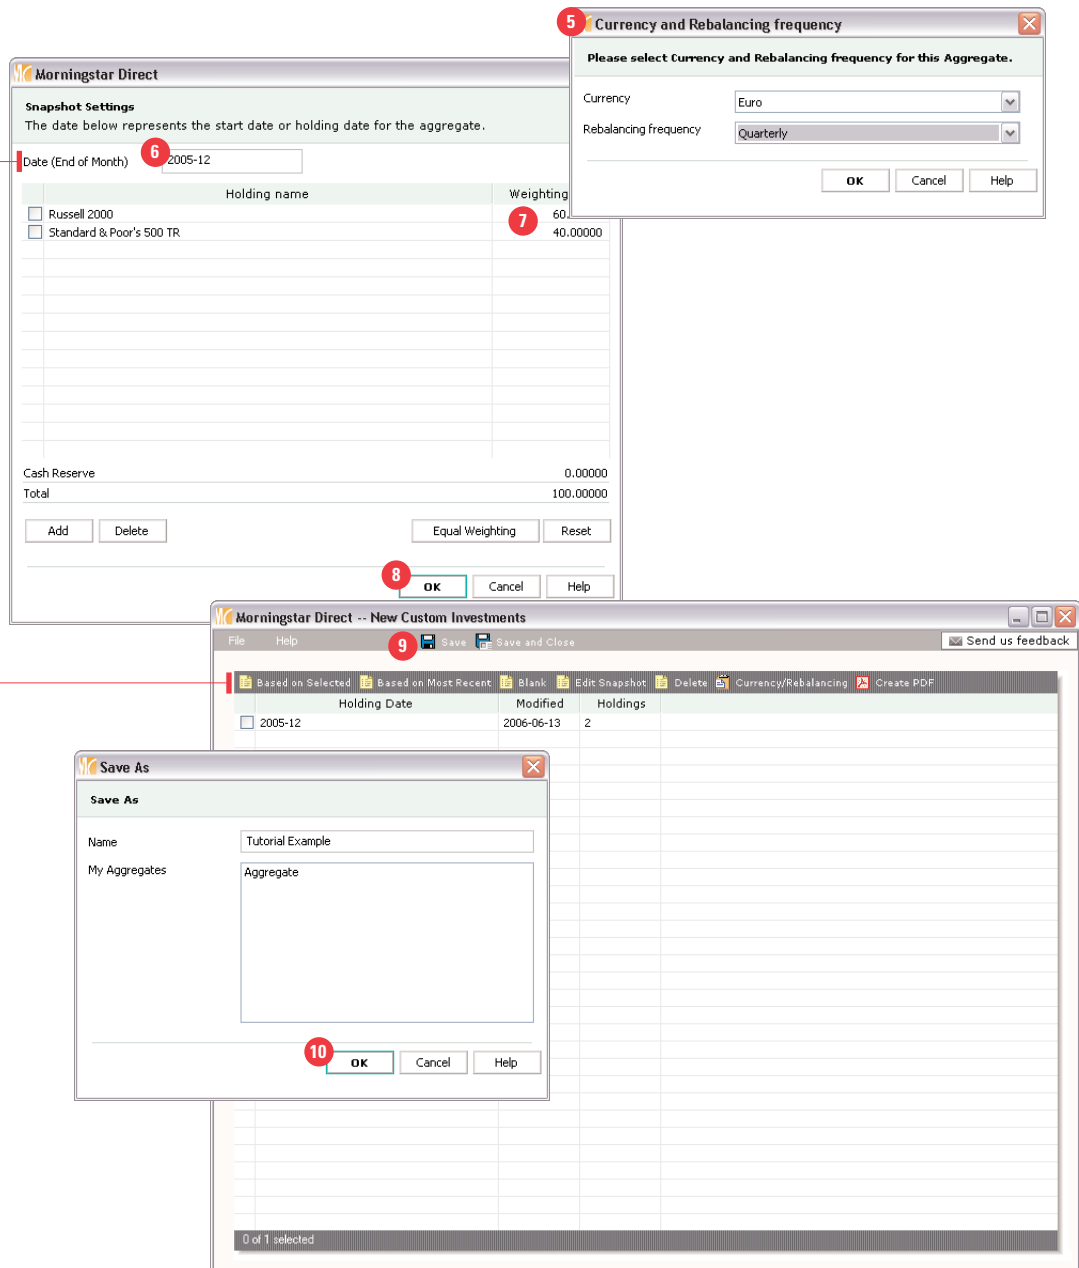 5 Currency and Rebalancing frequency
Please select Currency and Rebalancing frequency for this Aggregate.
Currency Euro
Rebalancing frequency Quarterly
OK Cancel Help
Morningstar Direct
Snapshot Settings
The date below represents the start date or holding date for the aggregate.
Date (End of Month) 6 2005-12
Holding name Weighting
Russell 2000 7 60.
Standard & Poor's 500 TR 40.00000
Cash Reserve 0.00000
Total 100.00000
Add Delete Equal Weighting Reset
8 OK Cancel Help
Morningstar Direct -- New Custom Investments
File Help 9 Save Save and Close Send us feedback
Based on Selected Based on Most Recent Blank Edit Snapshot Delete Currency/Rebalancing Create PDF
Holding Date Modified Holdings
2005-12 2006-06-13 2
Save As
Save As
Name Tutorial Example
My Aggregates Aggregate
10 OK Cancel Help
0 of 1 selected